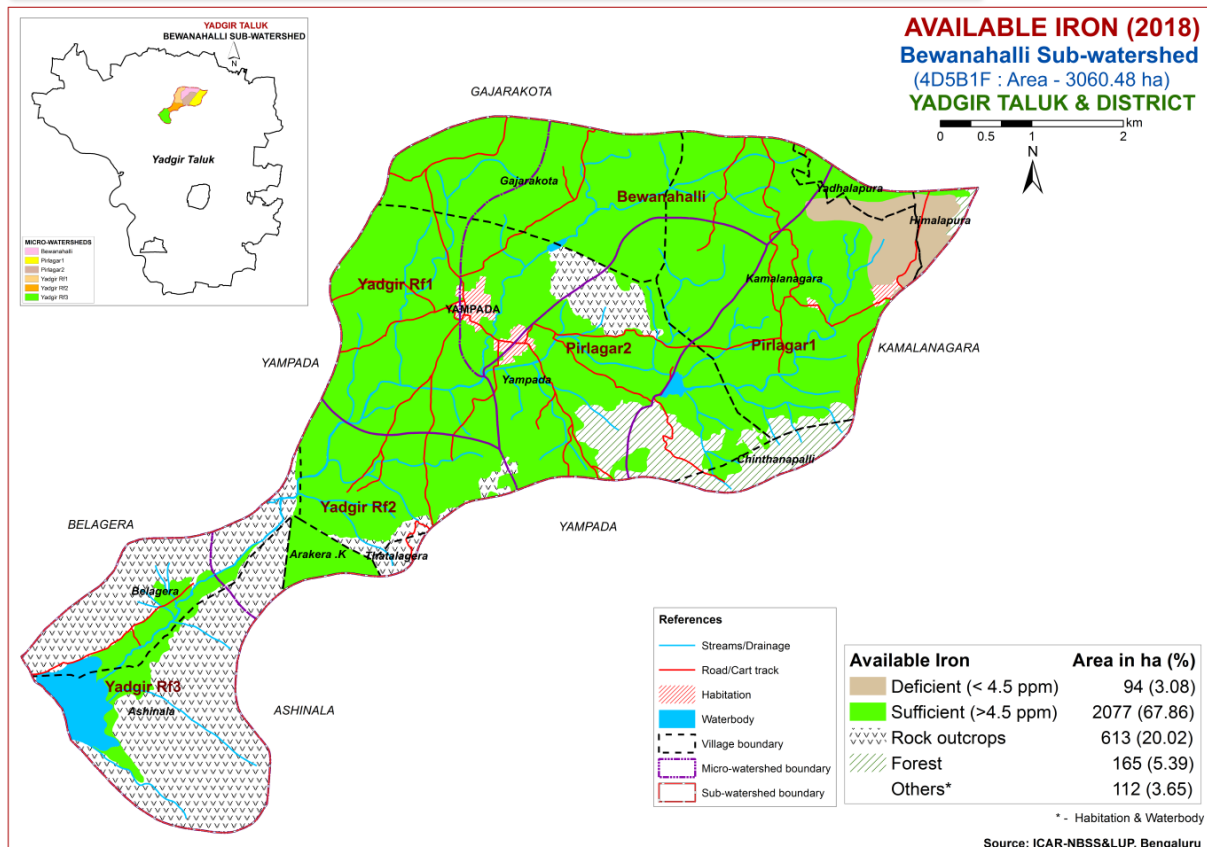 YADGIR TALUK
BEWANAHALLI SUB-WATERSHED
N
Yadgir Taluk
MICRO-WATERSHEDS
Bewanahalli
Pirlagar1
Pirlagar2
Yadgir Rf1
Yadgir Rf2
Yadgir Rf3
AVAILABLE IRON (2018)
Bewanahalli Sub-watershed
(4D5B1F : Area - 3060.48 ha)
YADGIR TALUK & DISTRICT
km
0 0.5 1 2
N
GAJARAKOTA
Gajarakota
Bewanahalli
Yadhalapura
Himalapura
Yadgir Rf1
Kamalanagara
YAMPADA
Pirlagar2
Pirlagar1
KAMALANAGARA
YAMPADA
Yampada
Chinthanapalli
Yadgir Rf2
BELAGERA
YAMPADA
Arakera .K
Thatalagera
Belagera
Yadgir Rf3
Ashinala
ASHINALA
References
Streams/Drainage
Road/Cart track
Habitation
Waterbody
Village boundary
Micro-watershed boundary
Sub-watershed boundary
Available Iron Area in ha (%)
Deficient (< 4.5 ppm) 94 (3.08)
Sufficient (>4.5 ppm) 2077 (67.86)
Rock outcrops 613 (20.02)
Forest 165 (5.39)
Others* 112 (3.65)
* - Habitation & Waterbody
Source: ICAR-NBSS&LUP, Bengaluru